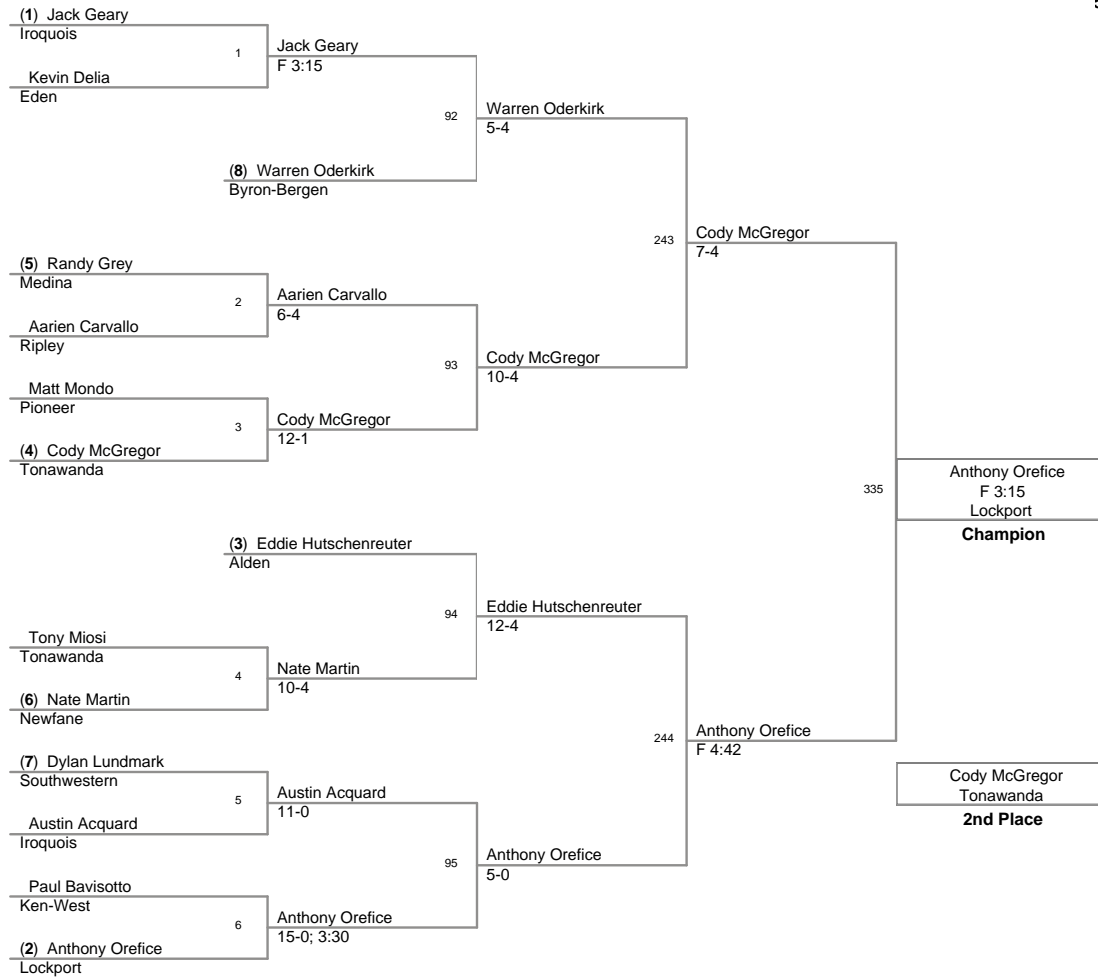 5
(1) Jack Geary
Iroquois
1
Jack Geary
F 3:15
Kevin Delia
Eden
92
Warren Oderkirk
5-4
(8) Warren Oderkirk
Byron-Bergen
243
Cody McGregor
7-4
(5) Randy Grey
Medina
2
Aarien Carvallo
6-4
Aarien Carvallo
Ripley
93
Cody McGregor
10-4
Matt Mondo
Pioneer
3
Cody McGregor
12-1
(4) Cody McGregor
Tonawanda
335
Anthony Orefice
F 3:15
Lockport
Champion
(3) Eddie Hutschenreuter
Alden
94
Eddie Hutschenreuter
12-4
Tony Miosi
Tonawanda
4
Nate Martin
10-4
(6) Nate Martin
Newfane
244
Anthony Orefice
F 4:42
(7) Dylan Lundmark
Southwestern
5
Austin Acquard
11-0
Austin Acquard
Iroquois
95
Anthony Orefice
5-0
Paul Bavisotto
Ken-West
6
Anthony Orefice
15-0; 3:30
(2) Anthony Orefice
Lockport
Cody McGregor
Tonawanda
2nd Place